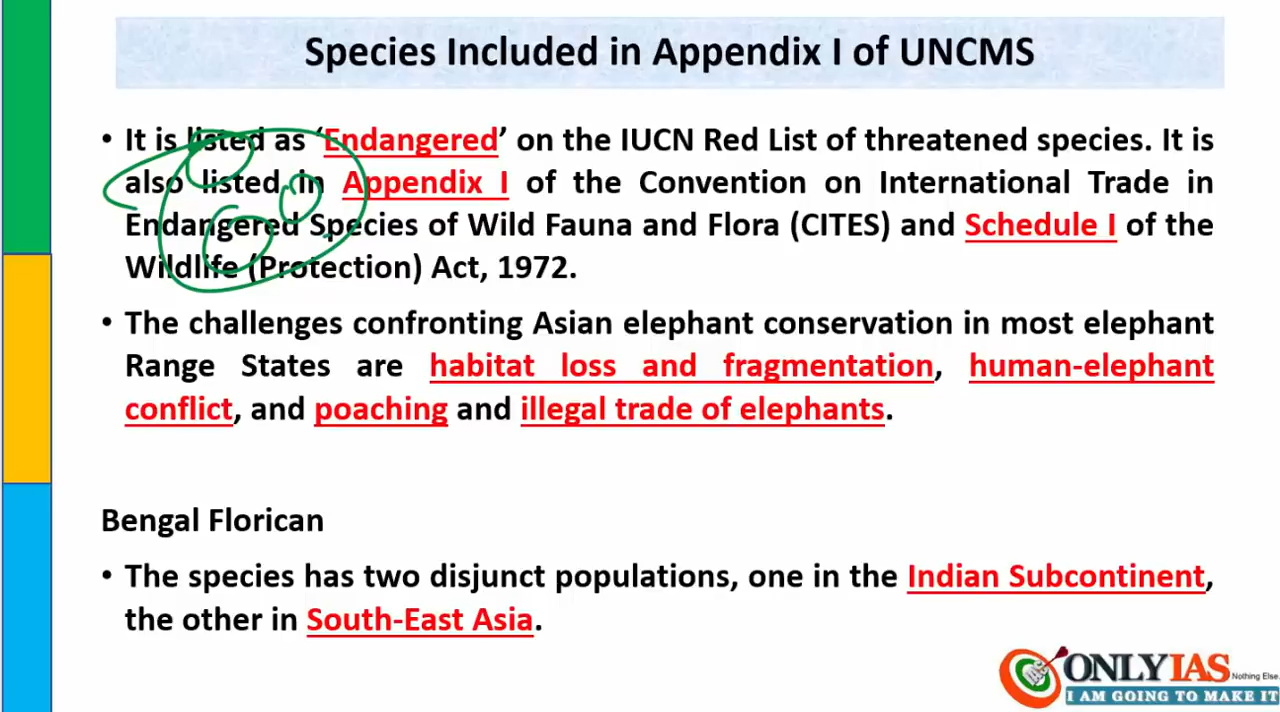 Species Included in Appendix I of UNCMS
• It is listed as ‘Endangered’ on the IUCN Red List of threatened species. It is
also listed in Appendix I of the Convention on International Trade in
Endangered Species of Wild Fauna and Flora (CITES) and Schedule I of the
Wildlife (Protection) Act, 1972.
• The challenges confronting Asian elephant conservation in most elephant
Range States are habitat loss and fragmentation, human-elephant
conflict, and poaching and illegal trade of elephants.
Bengal Florican
• The species has two disjunct populations, one in the Indian Subcontinent,
the other in South-East Asia.
ONLYIAS
Nothing Else.
I AM GOING TO MAKE IT